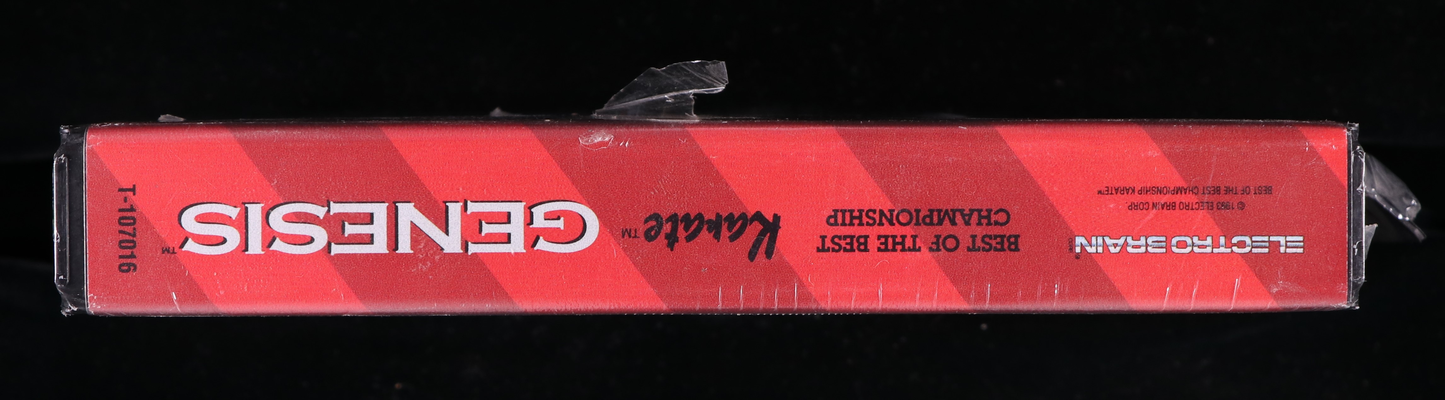 ELECTRO BRAIN
© 1993 ELECTRO BRAIN CORP.
BEST OF THE BEST CHAMPIONSHIP KARATE™
BEST OF THE BEST
CHAMPIONSHIP
Karate™
GENESIS™
T-107016